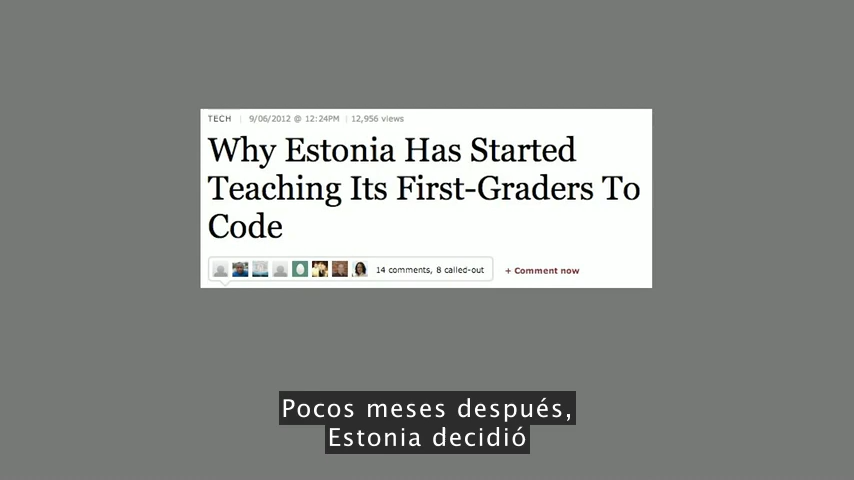 TECH | 9/06/2012 @ 12:24PM | 12,956 views
Why Estonia Has Started
Teaching Its First-Graders To
Code
14 comments, 8 called-out + Comment now
Pocos meses después,
Estonia decidió